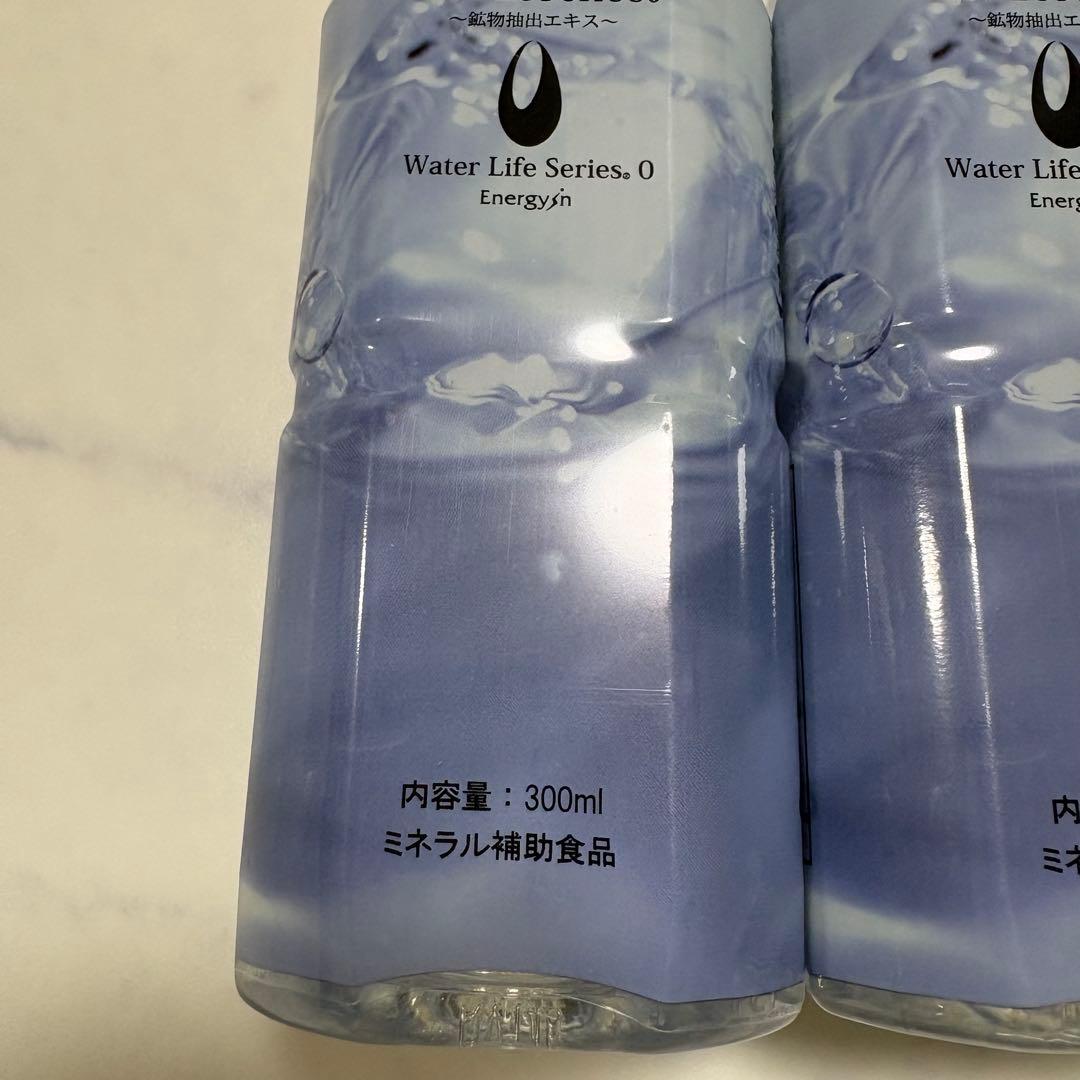 〜鉱物抽出エキス〜
Water Life Series® 0
Energysin
内容量：300ml
ミネラル補助食品
〜鉱物抽出エ
Water Life
Energ
内
ミネ